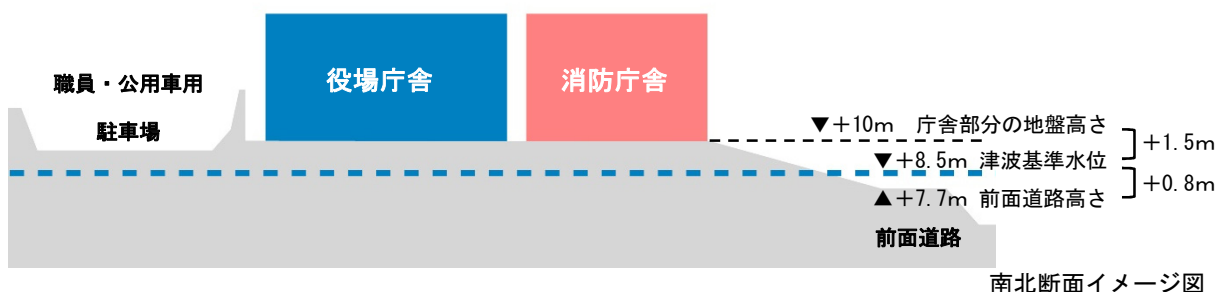 職員・公用車用
駐車場
役場庁舎
消防庁舎
▼+10m 庁舎部分の地盤高さ
+1.5m
▼+8.5m 津波基準水位
+0.8m
▲+7.7m 前面道路高さ
前面道路
南北断面イメージ図